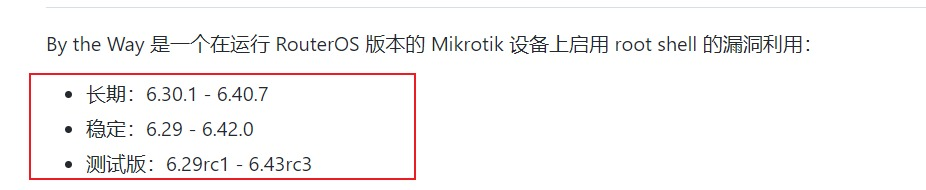 By the Way 是一个在运行 RouterOS 版本的 Mikrotik 设备上启用 root shell 的漏洞利用：
• 长期：6.30.1 - 6.40.7
• 稳定：6.29 - 6.42.0
• 测试版：6.29rc1 - 6.43rc3